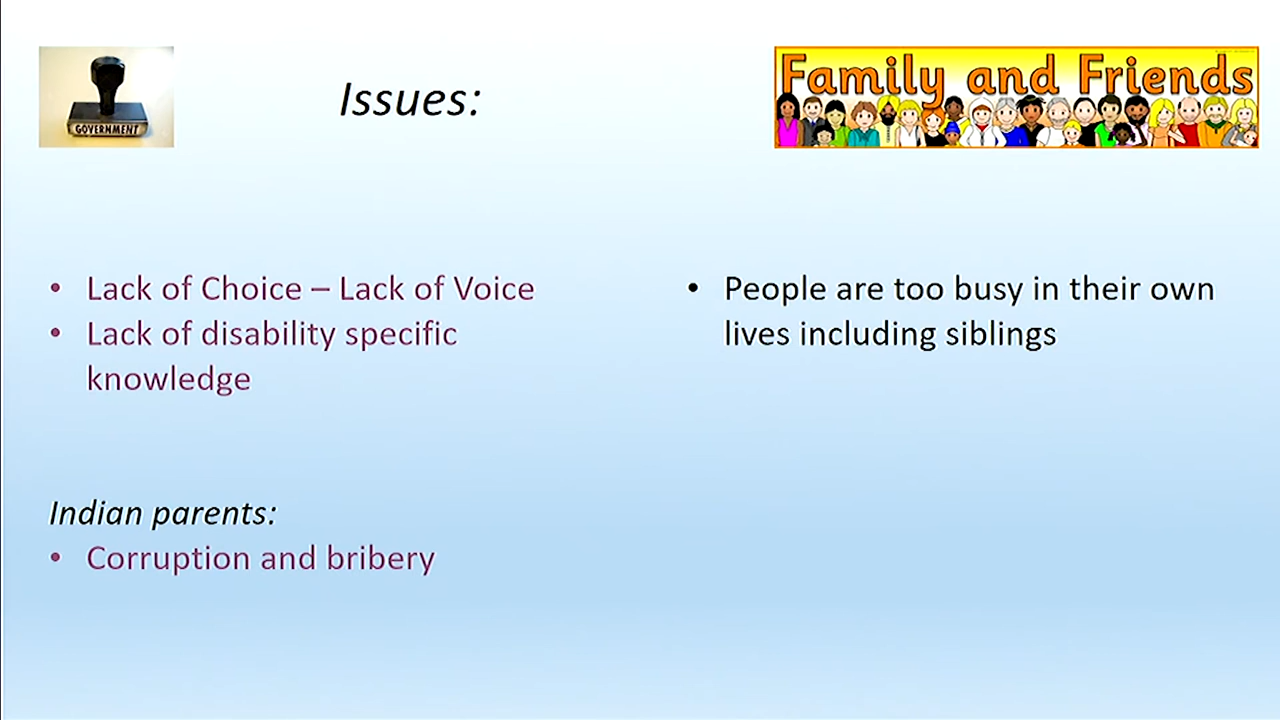 GOVERNMENT
Issues:
Family and Friends
• Lack of Choice – Lack of Voice
• Lack of disability specific
knowledge
Indian parents:
• Corruption and bribery
• People are too busy in their own
lives including siblings